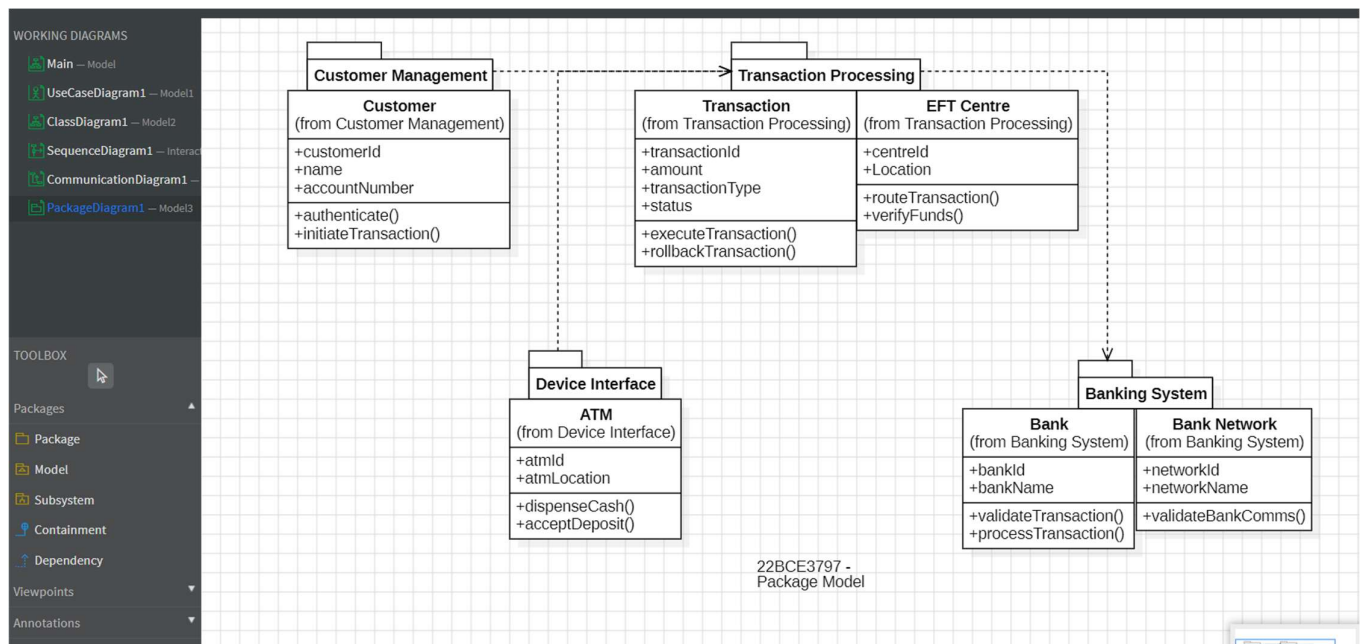 WORKING DIAGRAMS
Main — Model
UseCaseDiagram1 — Model1
ClassDiagram1 — Model2
SequenceDiagram1 — Interac
CommunicationDiagram1 —
PackageDiagram1 — Model3
TOOLBOX
Packages
Package
Model
Subsystem
Containment
Dependency
Viewpoints
Annotations
Customer Management
Customer
(from Customer Management)
+customerId
+name
+accountNumber
+authenticate()
+initiateTransaction()
Transaction Processing
Transaction
(from Transaction Processing)
+transactionId
+amount
+transactionType
+status
+executeTransaction()
+rollbackTransaction()
EFT Centre
(from Transaction Processing)
+centreId
+Location
+routeTransaction()
+verifyFunds()
Device Interface
ATM
(from Device Interface)
+atmId
+atmLocation
+dispenseCash()
+acceptDeposit()
Banking System
Bank
(from Banking System)
+bankId
+bankName
+validateTransaction()
+processTransaction()
Bank Network
(from Banking System)
+networkId
+networkName
+validateBankComms()
22BCE3797 -
Package Model